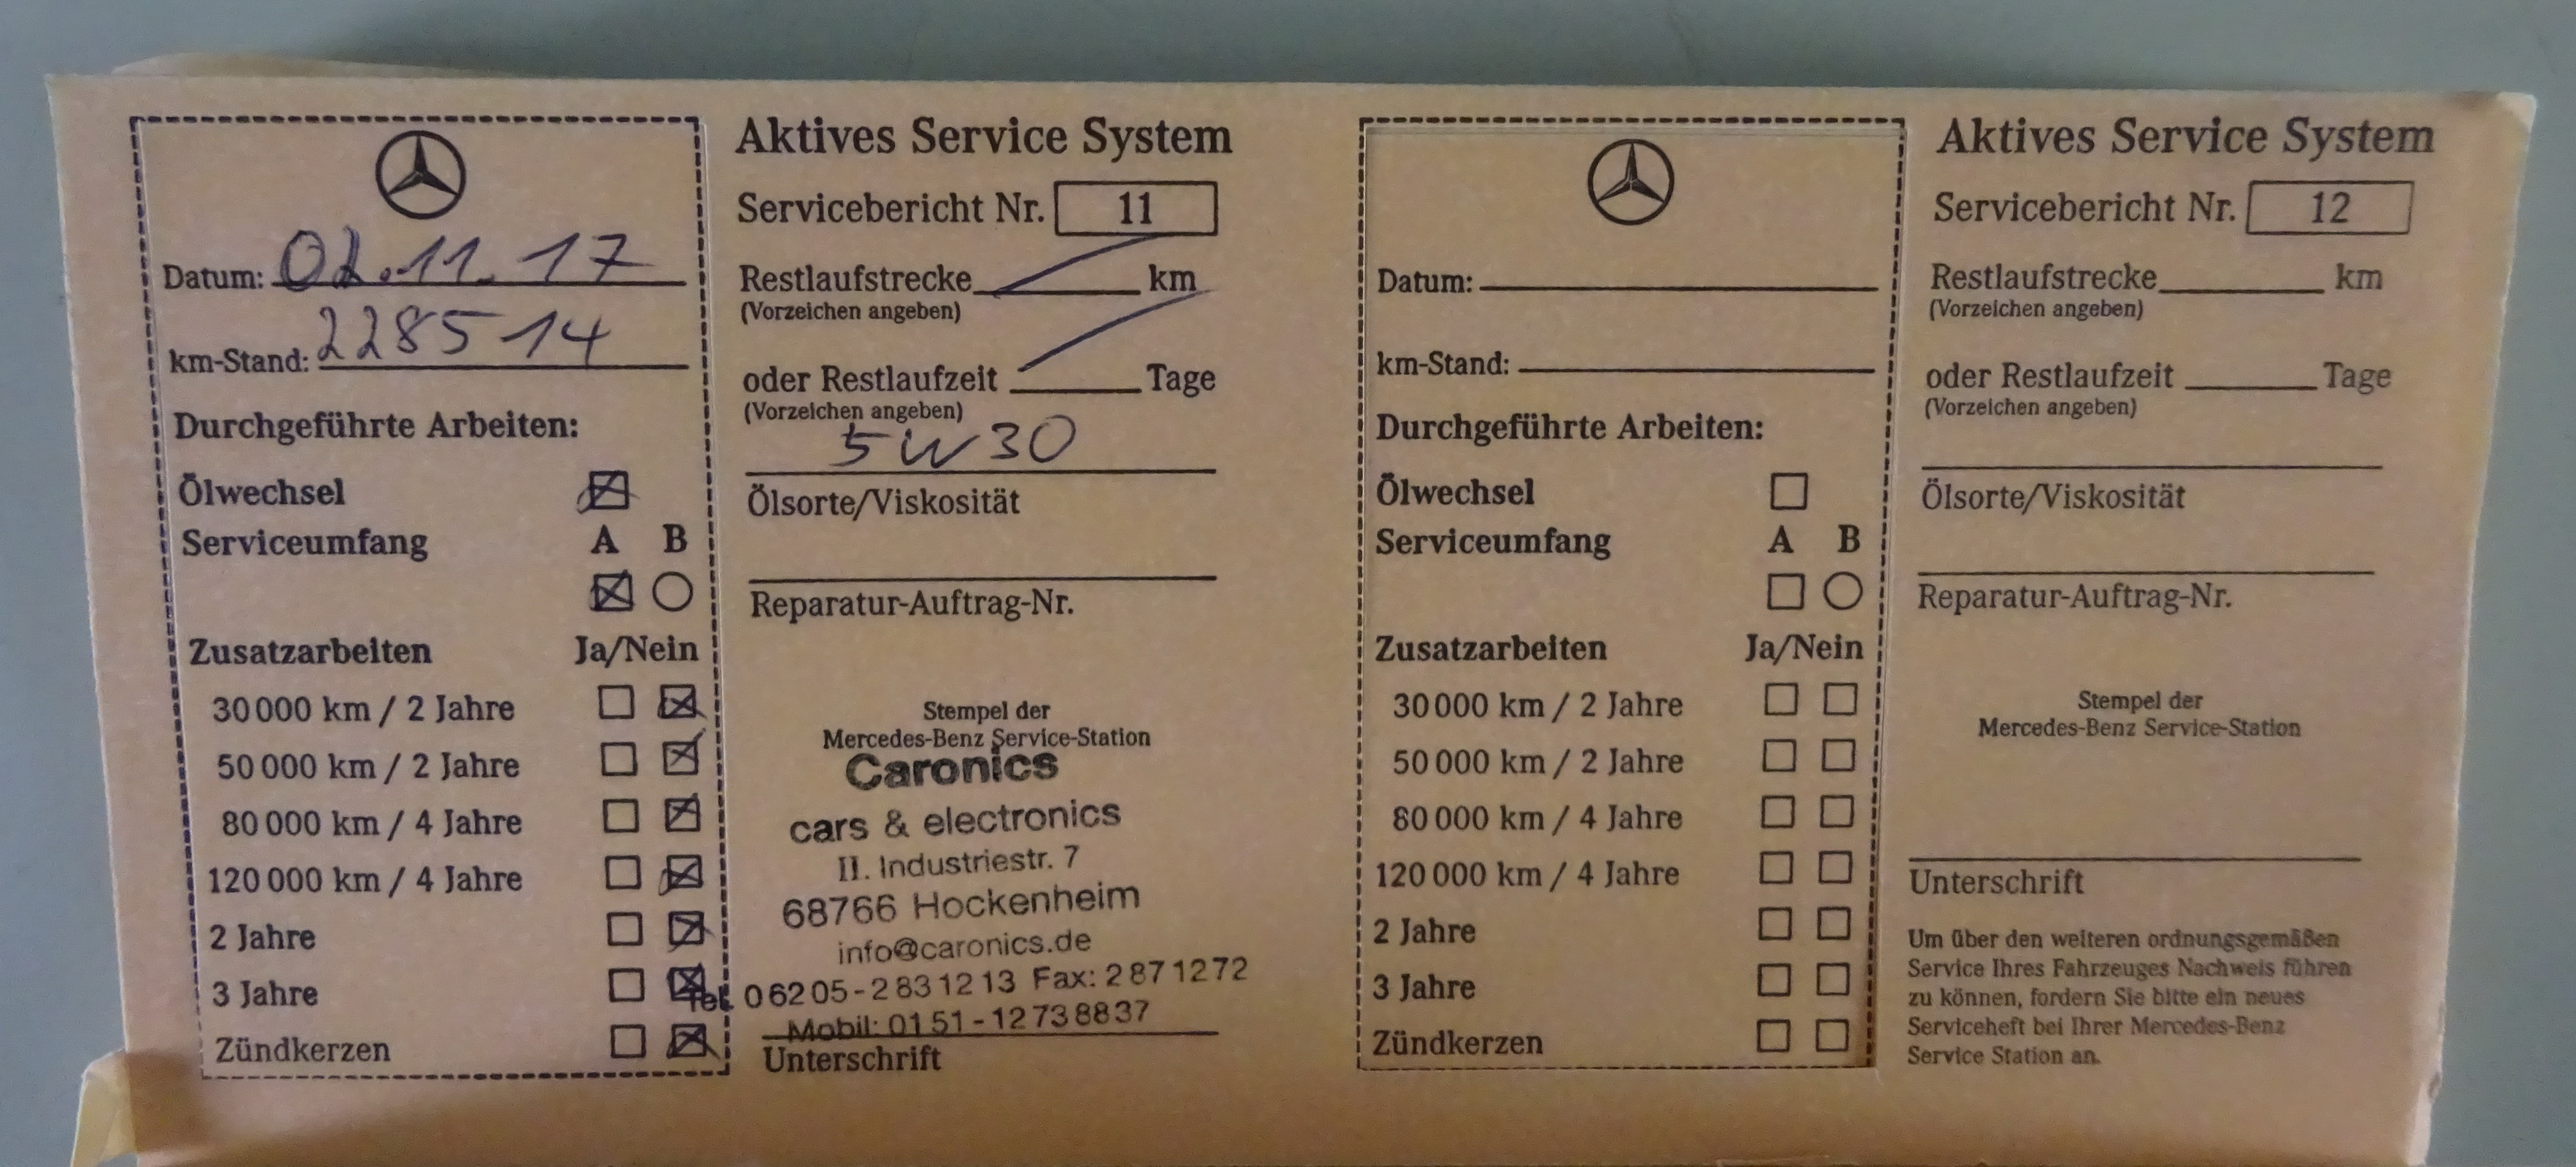 Datum: 02.11.17
km-Stand: 228514
Durchgeführte Arbeiten:
Ölwechsel
Serviceumfang A B
Zusatzarbeiten Ja/Nein
30 000 km / 2 Jahre
50 000 km / 2 Jahre
80 000 km / 4 Jahre
120 000 km / 4 Jahre
2 Jahre
3 Jahre
Zündkerzen
Aktives Service System
Servicebericht Nr. 11
Restlaufstrecke km
(Vorzeichen angeben)
oder Restlaufzeit Tage
(Vorzeichen angeben)
5W30
Ölsorte/Viskosität
Reparatur-Auftrag-Nr.
Stempel der
Mercedes-Benz Service-Station
Caronics
cars & electronics
II. Industriestr. 7
68766 Hockenheim
info@caronics.de
Tel. 06205-2831213 Fax: 2871272
Mobil: 0151-12738837
Unterschrift
Datum:
km-Stand:
Durchgeführte Arbeiten:
Ölwechsel
Serviceumfang A B
Zusatzarbeiten Ja/Nein
30 000 km / 2 Jahre
50 000 km / 2 Jahre
80 000 km / 4 Jahre
120 000 km / 4 Jahre
2 Jahre
3 Jahre
Zündkerzen
Aktives Service System
Servicebericht Nr. 12
Restlaufstrecke km
(Vorzeichen angeben)
oder Restlaufzeit Tage
(Vorzeichen angeben)
Ölsorte/Viskosität
Reparatur-Auftrag-Nr.
Stempel der
Mercedes-Benz Service-Station
Unterschrift
Um über den weiteren ordnungsgemäßen
Service Ihres Fahrzeuges Nachweis führen
zu können, fordern Sie bitte ein neues
Serviceheft bei Ihrer Mercedes-Benz
Service Station an.